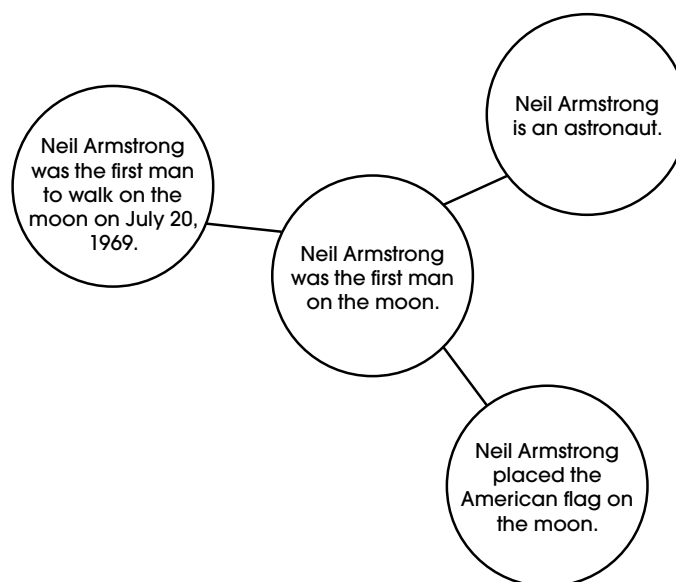 Neil Armstrong
is an astronaut.
Neil Armstrong
was the first man
to walk on the
moon on July 20,
1969.
Neil Armstrong
was the first man
on the moon.
Neil Armstrong
placed the
American flag on
the moon.